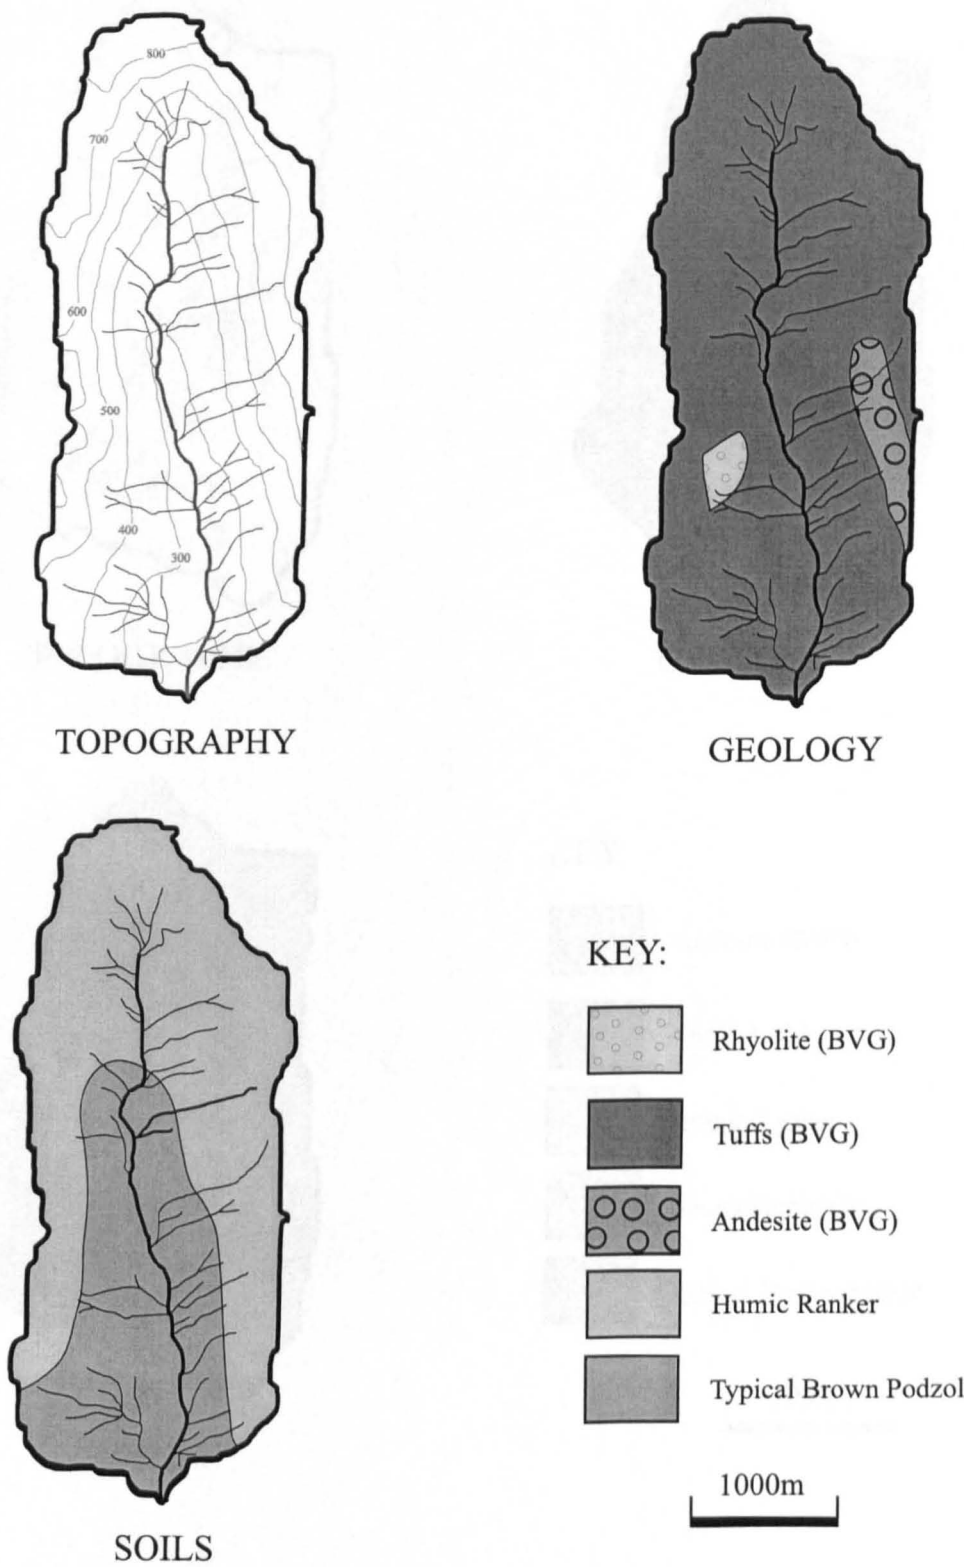 800
700
600
500
400
300
TOPOGRAPHY
GEOLOGY
KEY:
Rhyolite (BVG)
Tuffs (BVG)
Andesite (BVG)
Humic Ranker
Typical Brown Podzol
1000m
SOILS